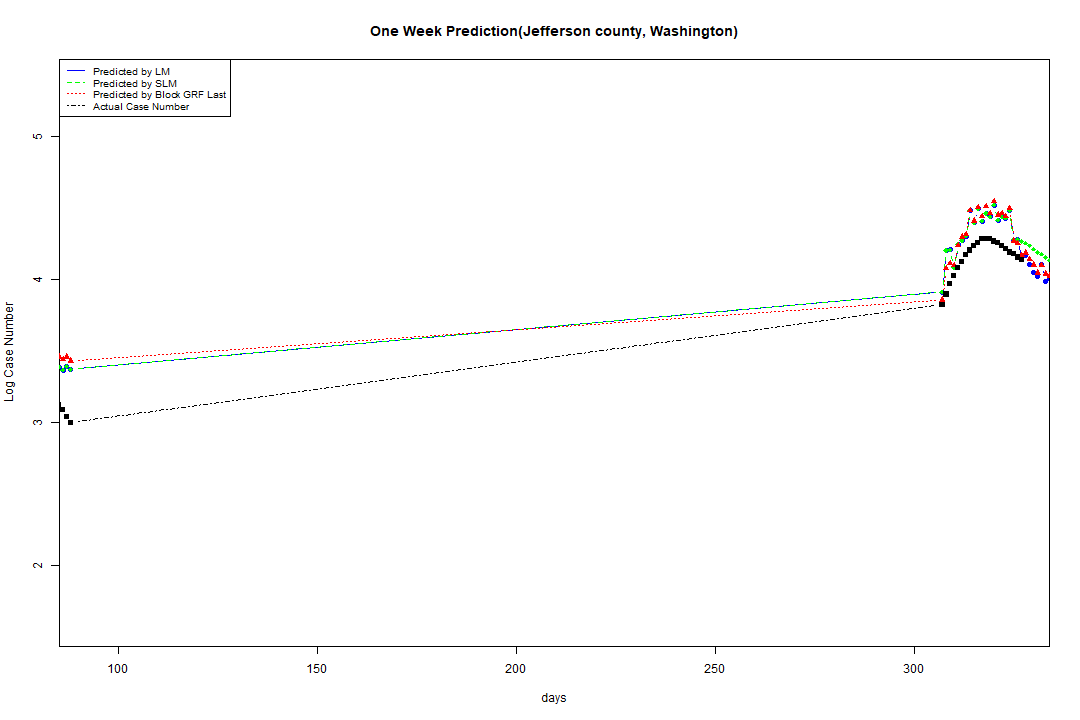 One Week Prediction(Jefferson county, Washington)
Predicted by LM
Predicted by SLM
Predicted by Block GRF Last
Actual Case Number
5
4
3
2
Log Case Number
100 150 200 250 300
days